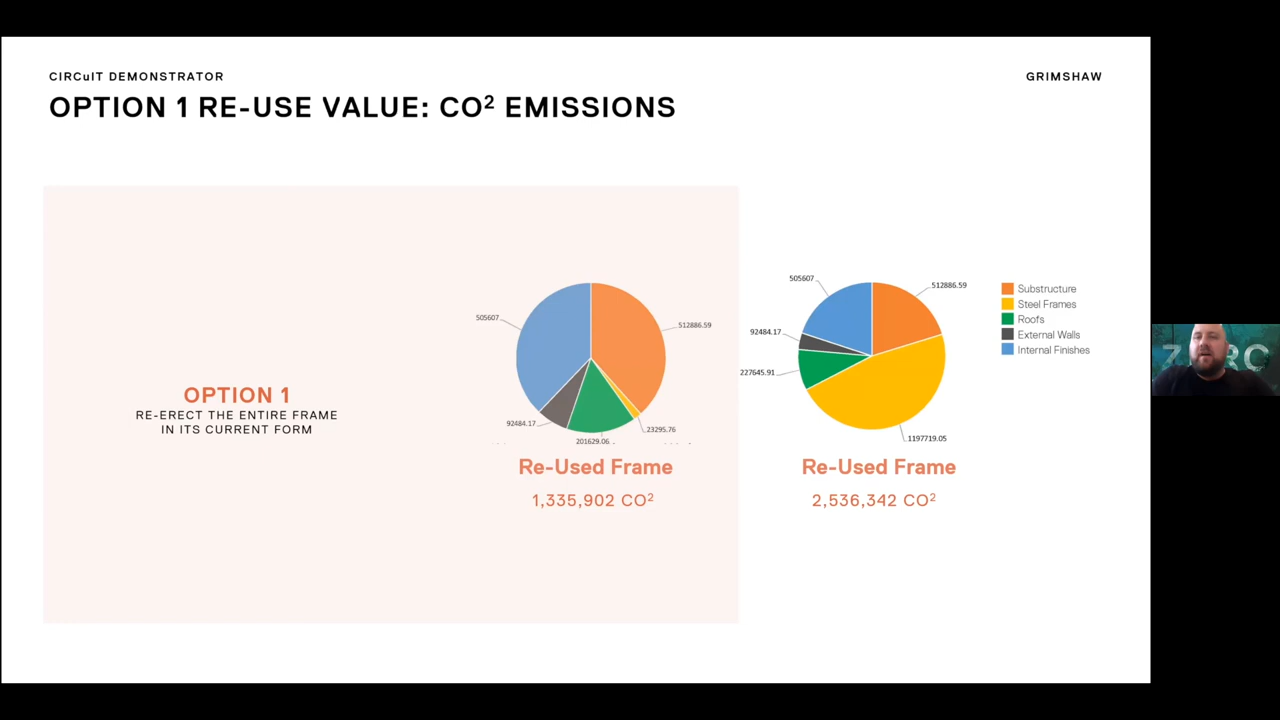 CIRCuIT DEMONSTRATOR
GRIMSHAW
OPTION 1 RE-USE VALUE: CO² EMISSIONS
OPTION 1
RE-ERECT THE ENTIRE FRAME
IN ITS CURRENT FORM
505607
512886.59
92484.17
23295.76
201629.06
Re-Used Frame
1,335,902 CO²
505607
512886.59
92484.17
227645.91
1197719.05
Re-Used Frame
2,536,342 CO²
Substructure
Steel Frames
Roofs
External Walls
Internal Finishes